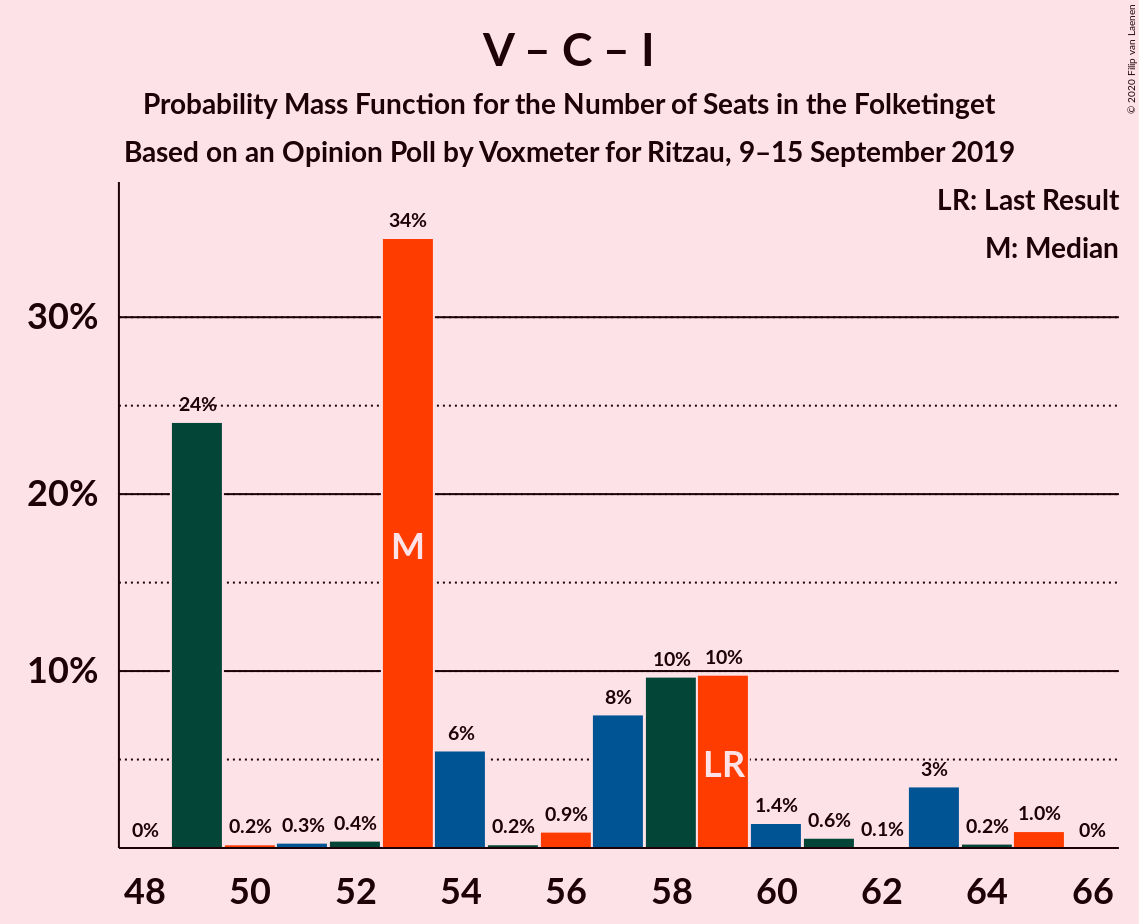 V – C – I
Probability Mass Function for the Number of Seats in the Folketinget
Based on an Opinion Poll by Voxmeter for Ritzau, 9–15 September 2019
© 2020 Filip van Laenen
LR: Last Result
M: Median
30%
20%
10%
0%
24%
0.2%
0.3%
0.4%
34%
6%
0.2%
0.9%
8%
10%
10%
1.4%
0.6%
0.1%
3%
0.2%
1.0%
0%
M
LR
48 50 52 54 56 58 60 62 64 66